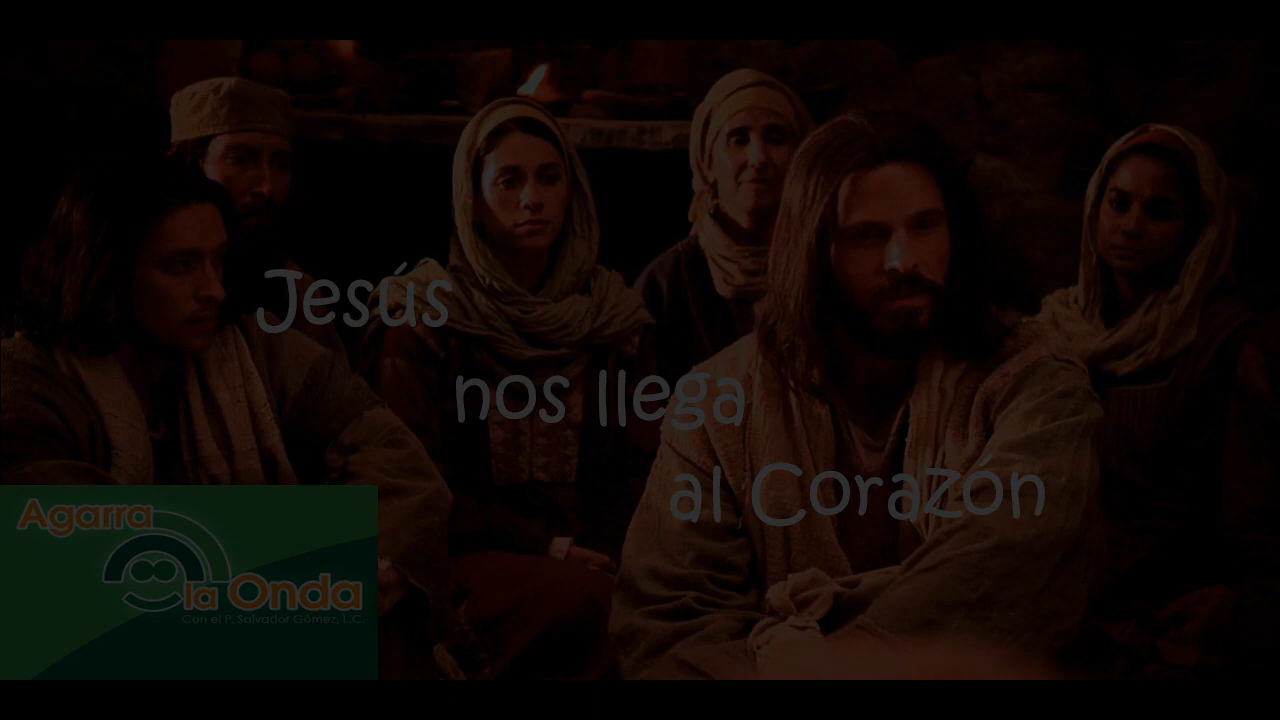 Jesús
nos llega
al Corazón
Agarra
la Onda
Con el P. Salvador Gómez, L.C.